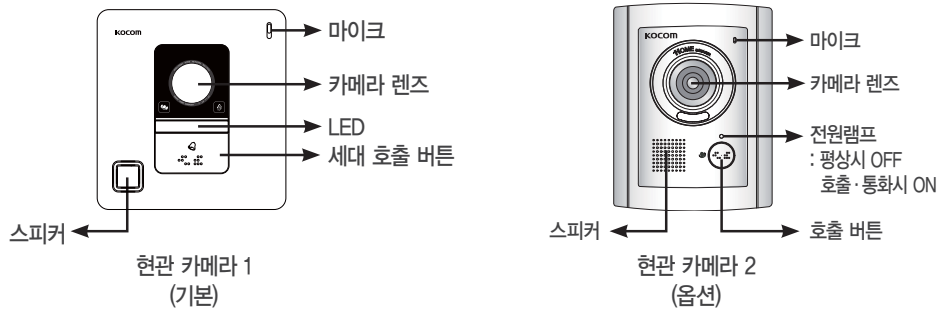 KOCOM
마이크
카메라 렌즈
LED
세대 호출 버튼
스피커
현관 카메라 1
(기본)
KOCOM
HOME
마이크
카메라 렌즈
전원램프
: 평상시 OFF
호출·통화시 ON
스피커
호출 버튼
현관 카메라 2
(옵션)